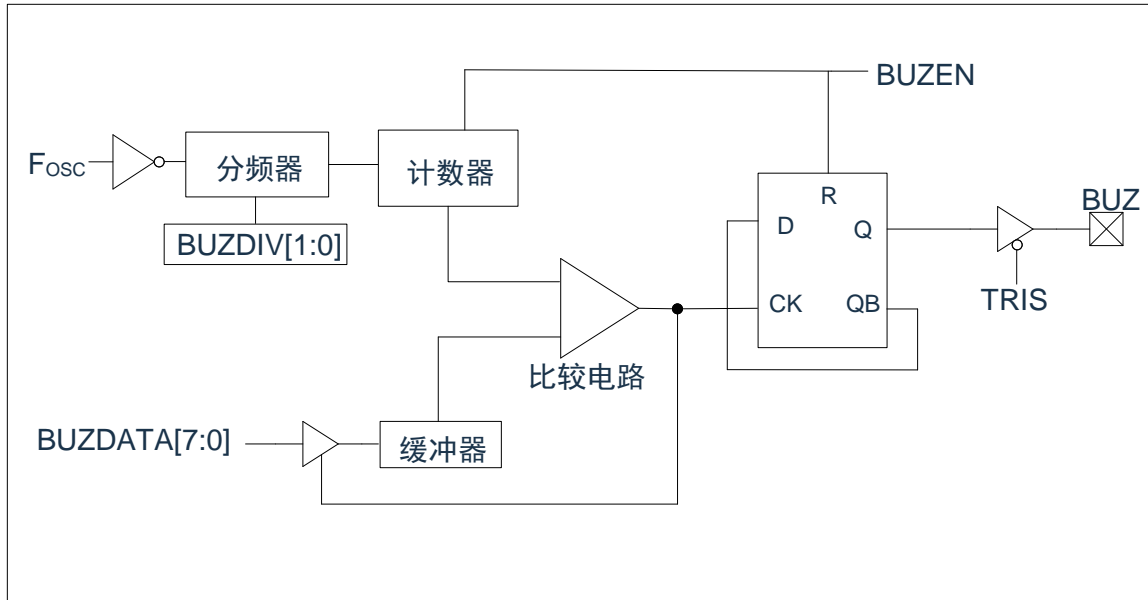 BUZEN
FOSC
分频器
计数器
BUZDIV[1:0]
R
D
Q
BUZ
CK
QB
TRIS
比较电路
BUZDATA[7:0]
缓冲器